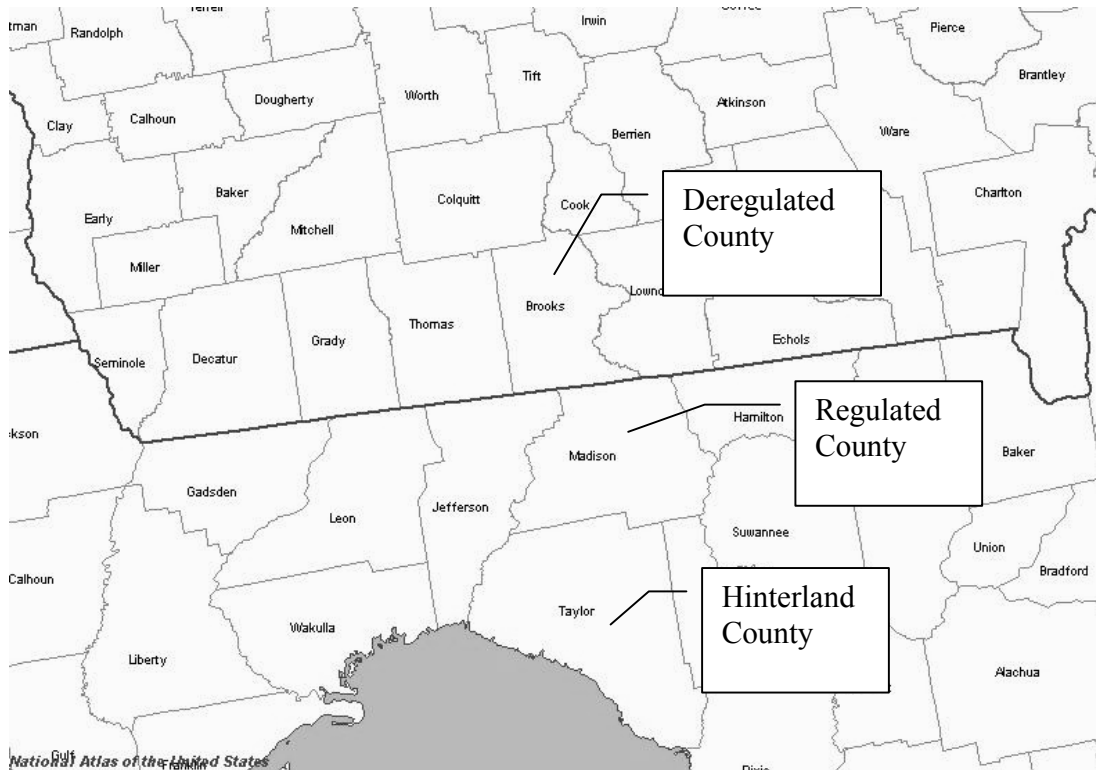 Irwin
Pierce
Randolph
Tift
Brantley
Dougherty
Worth
Atkinson
Calhoun
Clay
Berrien
Ware
Baker
Charlton
Colquitt
Cook
Early
Mitchell
Deregulated
County
Miller
Brooks
Thomas
Echols
Grady
Decatur
Seminole
Regulated
County
Hamilton
Madison
Baker
Gadsden
Jefferson
Leon
Suwannee
Union
Bradford
Calhoun
Hinterland
County
Taylor
Wakulla
Liberty
Alachua
Gulf
Franklin
National Atlas of the United States